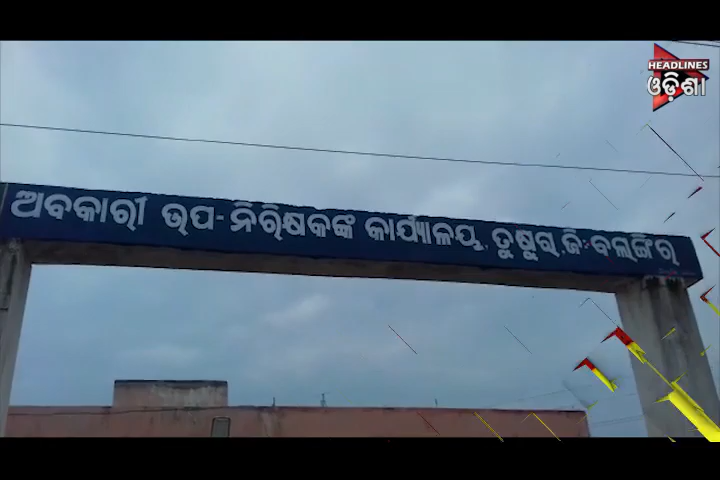 HEADLINES
ଓଡ଼ିଶା
ଅବକାରୀ ଉପ-ନିରିକ୍ଷକଙ୍କ କାର୍ଯ୍ୟାଳୟ, ତୁଷୁରା, ଜି-ବଲାଙ୍ଗିର